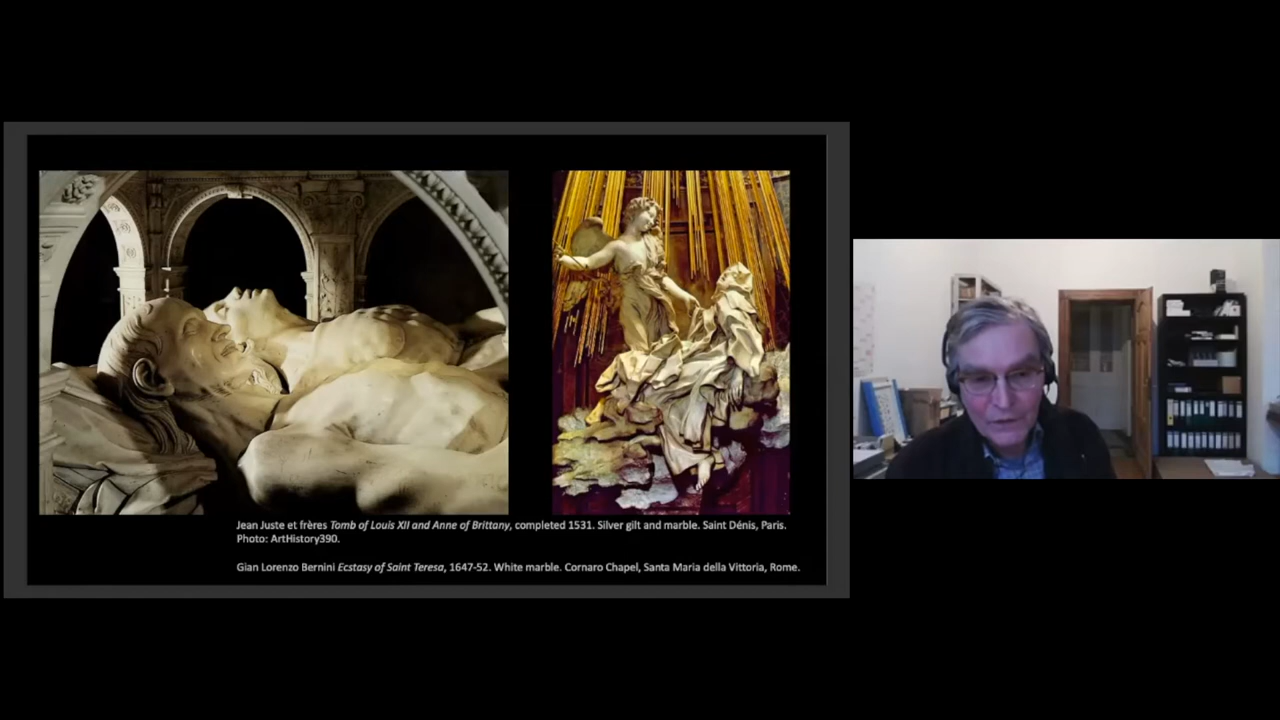 Jean Juste et frères Tomb of Louis XII and Anne of Brittany, completed 1531. Silver gilt and marble. Saint Dénis, Paris.
Photo: ArtHistory390.
Gian Lorenzo Bernini Ecstasy of Saint Teresa, 1647-52. White marble. Cornaro Chapel, Santa Maria della Vittoria, Rome.